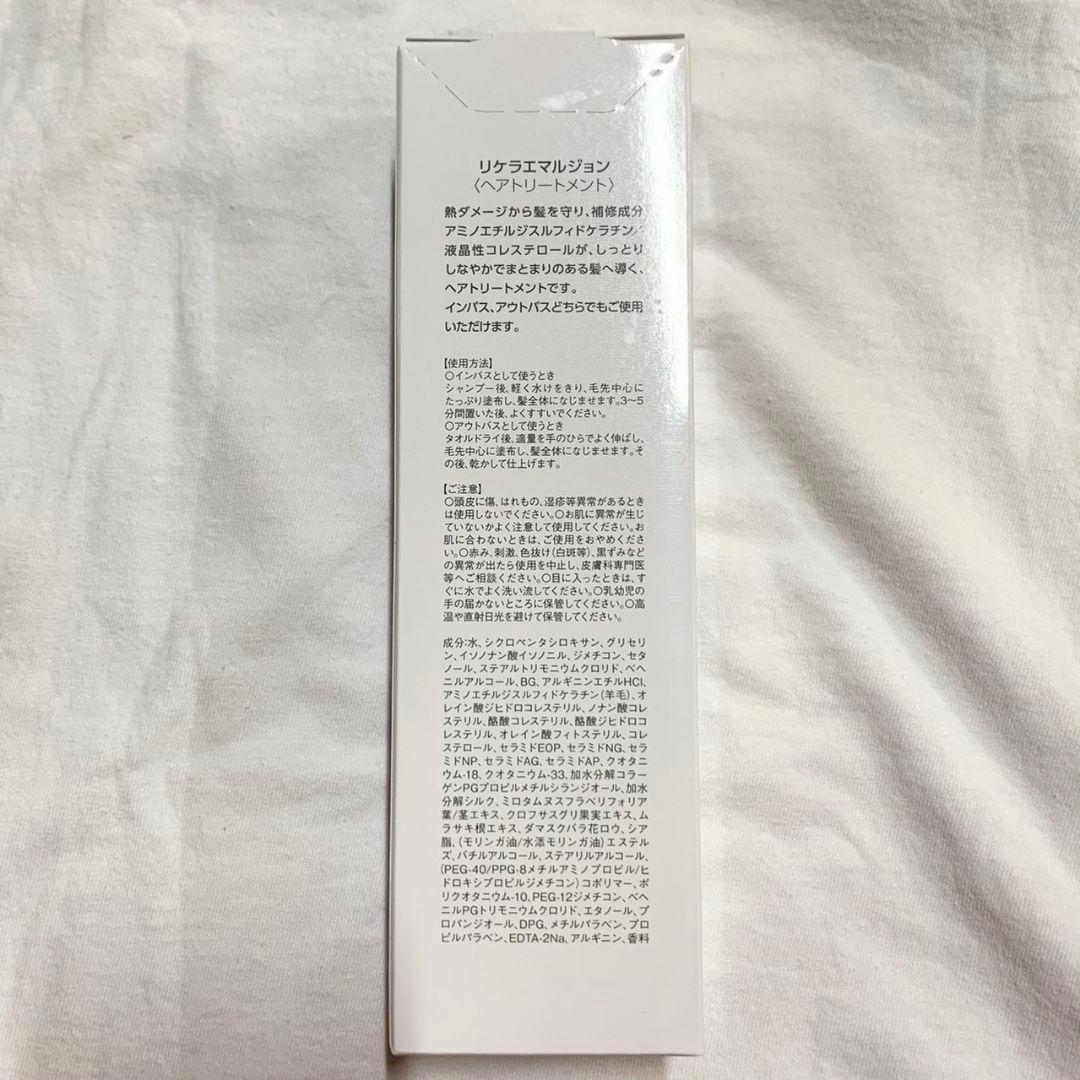 リケラエマルジョン
〈ヘアトリートメント〉
熱ダメージから髪を守り、補修成分
アミノエチルジスルフィドケラチン/
液晶性コレステロールが、しっとり
しなやかでまとまりのある髪へ導く、
ヘアトリートメントです。
インバス、アウトバスどちらでもご使用
いただけます。
【使用方法】
○インバスとして使うとき
シャンプー後、軽く水けをきり、毛先中心に
たっぷり塗布し、髪全体になじませます。3〜5
分間置いた後、よくすすいでください。
○アウトバスとして使うとき
タオルドライ後、適量を手のひらでよく伸ばし、
毛先中心に塗布し、髪全体になじませます。そ
の後、乾かして仕上げます。
【ご注意】
○頭皮に傷、はれもの、湿疹等異常があるとき
は使用しないでください。○お肌に異常が生じ
ていないかよく注意して使用してください。お
肌に合わないときは、ご使用をおやめくださ
い。○赤み、刺激、色抜け(白斑等)、黒ずみなど
の異常が出たら使用を中止し、皮膚科専門医
等へご相談ください。○目に入ったときは、す
ぐに水でよく洗い流してください。○乳幼児の
手の届かないところに保管してください。○高
温や直射日光を避けて保管してください。
成分:水、シクロペンタシロキサン、グリセリ
ン、イソノナン酸イソノニル、ジメチコン、セタ
ノール、ステアルトリモニウムクロリド、ベヘ
ニルアルコール、BG、アルギニンエチルHCl、
アミノエチルジスルフィドケラチン(羊毛)、オ
レイン酸ジヒドロコレステリル、ノナン酸コレ
ステリル、酪酸コレステリル、酪酸ジヒドロコ
レステリル、オレイン酸フィトステリル、コレ
ステロール、セラミドEOP、セラミドNG、セラ
ミドNP、セラミドAG、セラミドAP、クオタニ
ウム-18、クオタニウム-33、加水分解コラー
ゲンPGプロピルメチルシランジオール、加水
分解シルク、ミロタムヌスフラベリフォリア
葉/茎エキス、クロフサスグリ果実エキス、ム
ラサキ根エキス、ダマスクバラ花ロウ、シア
脂、(モリンガ油/水添モリンガ油)エステル
ズ、バチルアルコール、ステアリルアルコール、
(PEG-40/PPG-8メチルアミノプロピル/ヒ
ドロキシプロピルジメチコン)コポリマー、ポ
リクオタニウム-10、PEG-12ジメチコン、ベヘ
ニルPGトリモニウムクロリド、エタノール、プ
ロパンジオール、DPG、メチルパラベン、プロ
ピルパラベン、EDTA-2Na、アルギニン、香料